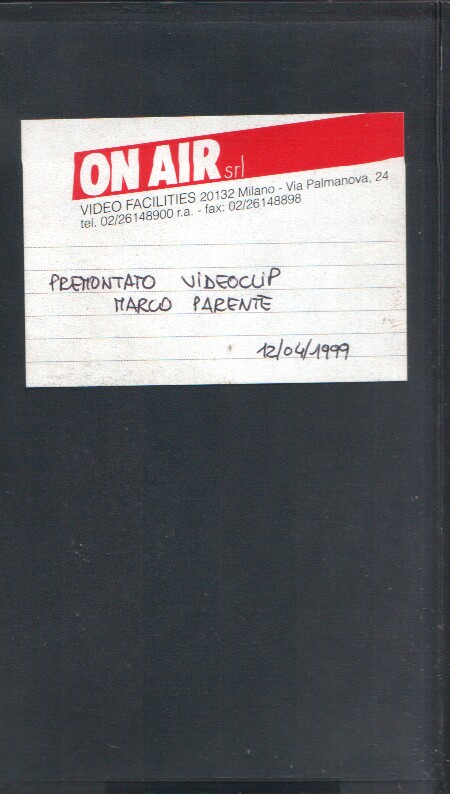 ON AIR srl
VIDEO FACILITIES 20132 Milano - Via Palmanova, 24
tel. 02/26148900 r.a. - fax: 02/26148898
PREMONTATO VIDEOCLIP
MARCO PARENTE
12/04/1999